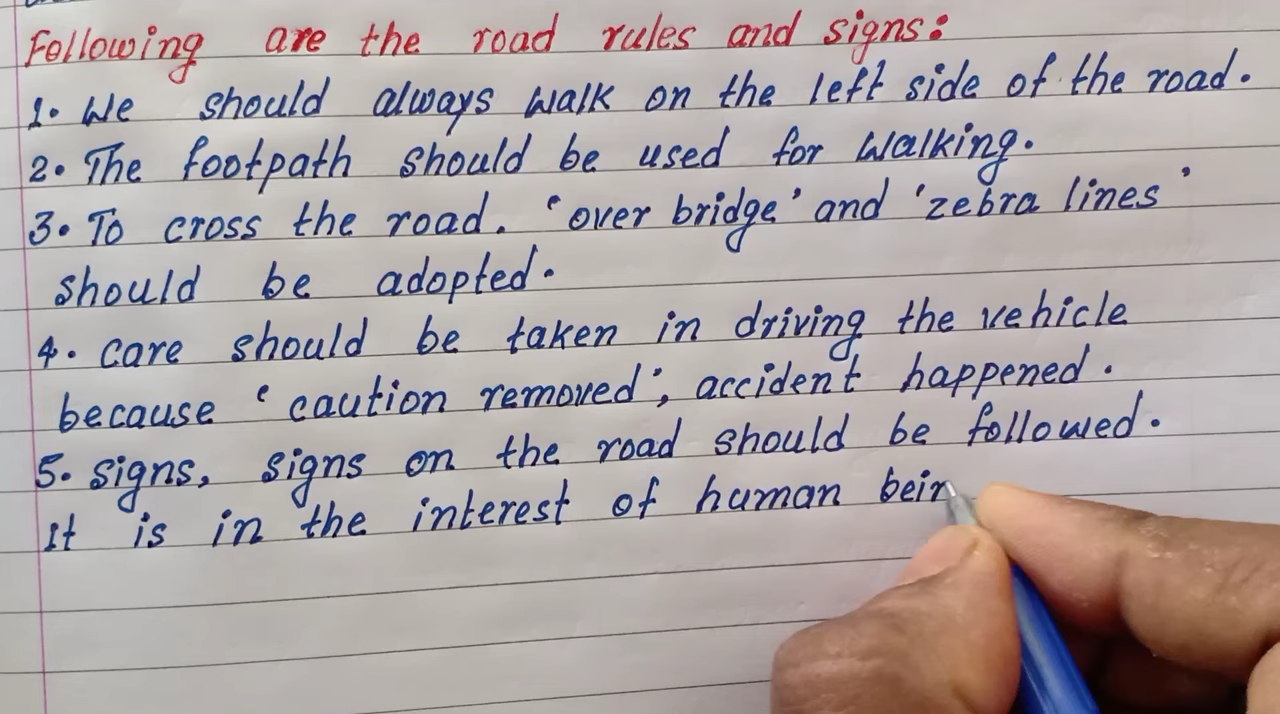 Following are the road rules and signs:
1. We should always walk on the left side of the road.
2. The footpath should be used for walking.
3. To cross the road. 'over bridge' and 'zebra lines'
should be adopted.
4. care should be taken in driving the vehicle
because 'caution removed', accident happened.
5. signs, signs on the road should be followed.
It is in the interest of human bein